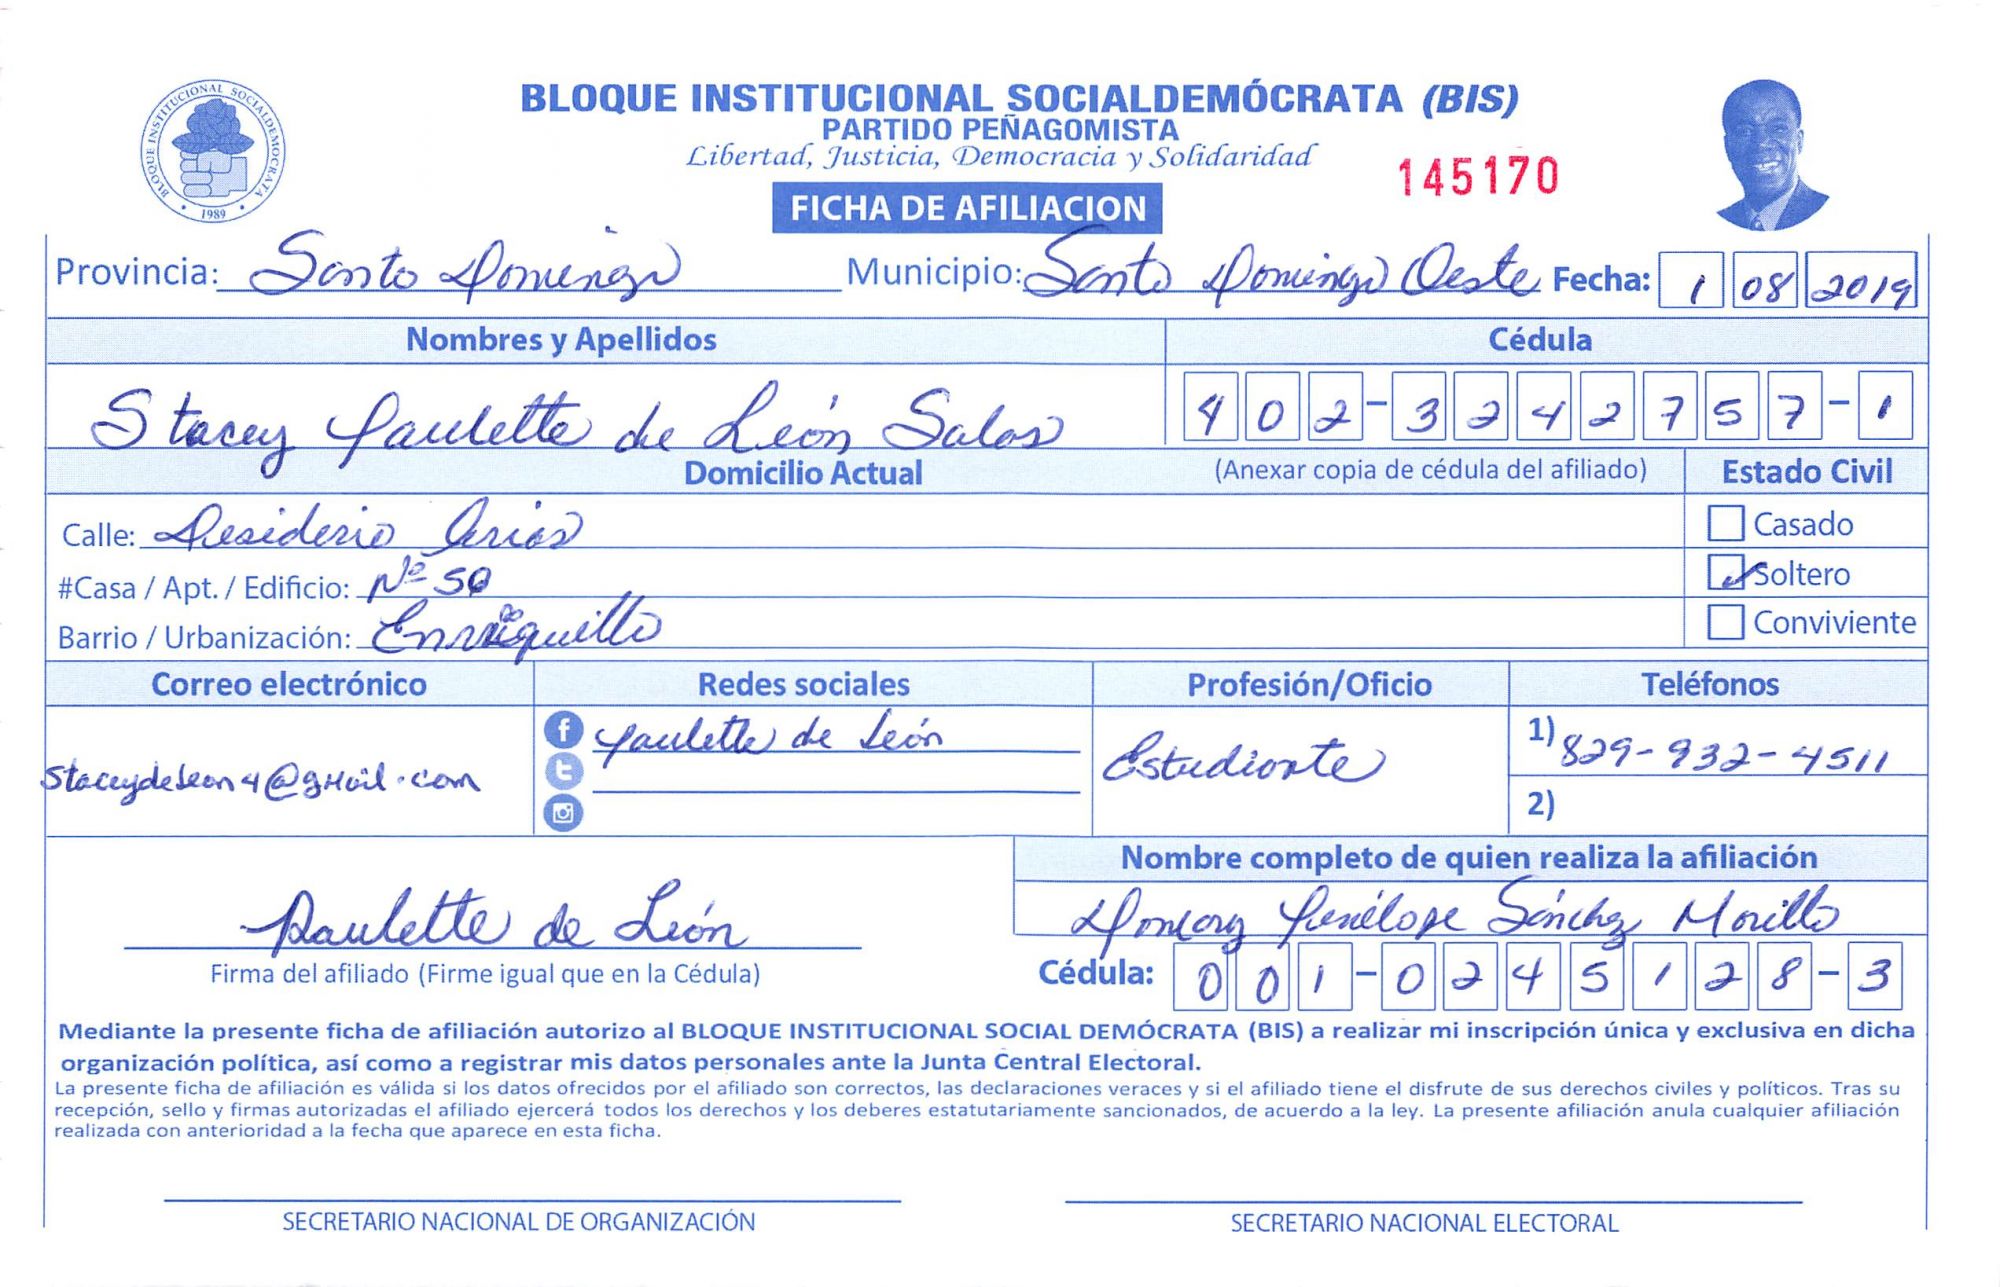 BLOQUE INSTITUCIONAL SOCIALDEMOCRATA
1989
BLOQUE INSTITUCIONAL SOCIALDEMÓCRATA (BIS)
PARTIDO PEÑAGOMISTA
Libertad, Justicia, Democracia y Solidaridad
145170
FICHA DE AFILIACION
Provincia: Santo Domingo Municipio: Santo Domingo Oeste Fecha: 1 08 2019
Nombres y Apellidos Cédula
Stacey Paulette de León Salas 402-3242757-1
Domicilio Actual (Anexar copia de cédula del afiliado) Estado Civil
Calle: Desiderio Arias Casado
#Casa / Apt. / Edificio: Nº 50 Soltero
Barrio / Urbanización: Enriquillo Conviviente
Correo electrónico Redes sociales Profesión/Oficio Teléfonos
Paulette de León 1) 829-932-4511
Staceydeleon4@gmail.com Estudiante
2)
Nombre completo de quien realiza la afiliación
Penélope Sánchez Morillo
Paulette de León
Firma del afiliado (Firme igual que en la Cédula) Cédula: 001-0245128-3
Mediante la presente ficha de afiliación autorizo al BLOQUE INSTITUCIONAL SOCIAL DEMÓCRATA (BIS) a realizar mi inscripción única y exclusiva en dicha
organización política, así como a registrar mis datos personales ante la Junta Central Electoral.
La presente ficha de afiliación es válida si los datos ofrecidos por el afiliado son correctos, las declaraciones veraces y si el afiliado tiene el disfrute de sus derechos civiles y políticos. Tras su
recepción, sello y firmas autorizadas el afiliado ejercerá todos los derechos y los deberes estatutariamente sancionados, de acuerdo a la ley. La presente afiliación anula cualquier afiliación
realizada con anterioridad a la fecha que aparece en esta ficha.
SECRETARIO NACIONAL DE ORGANIZACIÓN SECRETARIO NACIONAL ELECTORAL